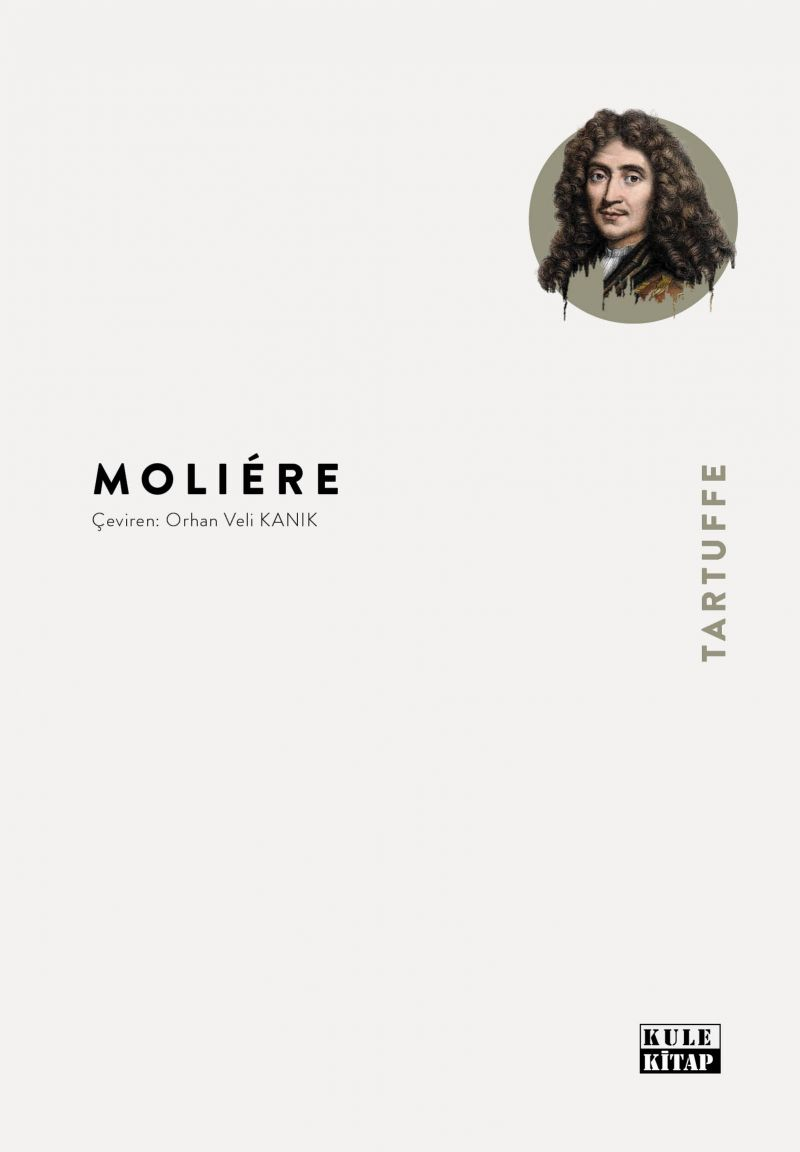 MOLIÉRE
Çeviren: Orhan Veli KANIK
TARTUFFE
KULE
KİTAP